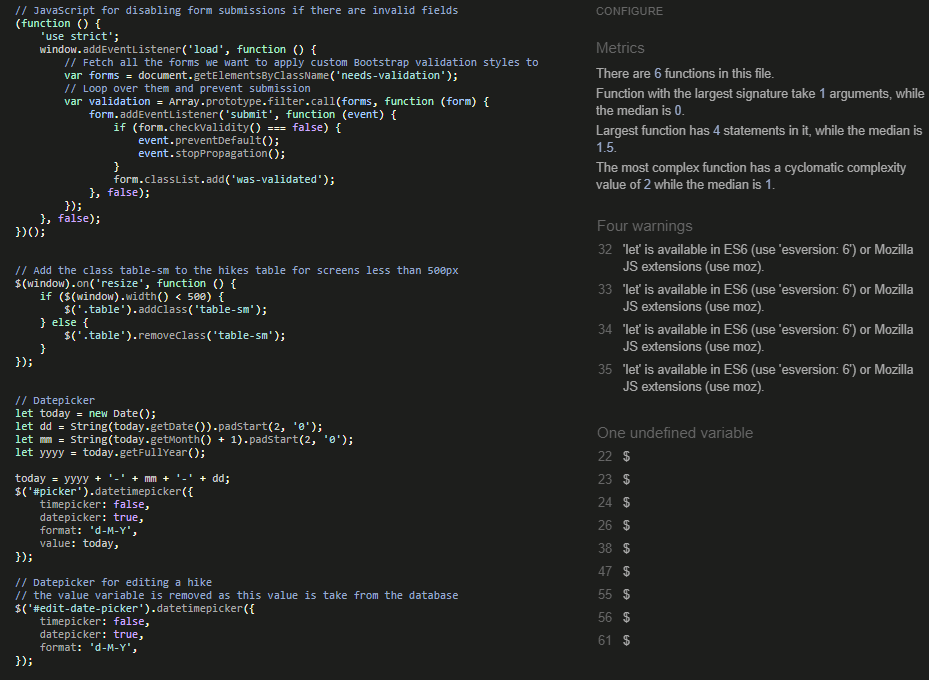 // JavaScript for disabling form submissions if there are invalid fields
(function () {
'use strict';
window.addEventListener('load', function () {
// Fetch all the forms we want to apply custom Bootstrap validation styles to
var forms = document.getElementsByClassName('needs-validation');
// Loop over them and prevent submission
var validation = Array.prototype.filter.call(forms, function (form) {
form.addEventListener('submit', function (event) {
if (form.checkValidity() === false) {
event.preventDefault();
event.stopPropagation();
}
form.classList.add('was-validated');
}, false);
});
}, false);
})();
// Add the class table-sm to the hikes table for screens less than 500px
$(window).on('resize', function () {
if ($(window).width() < 500) {
$('.table').addClass('table-sm');
} else {
$('.table').removeClass('table-sm');
}
});
// Datepicker
let today = new Date();
let dd = String(today.getDate()).padStart(2, '0');
let mm = String(today.getMonth() + 1).padStart(2, '0');
let yyyy = today.getFullYear();
today = yyyy + '-' + mm + '-' + dd;
$('#picker').datetimepicker({
timepicker: false,
datepicker: true,
format: 'd-M-Y',
value: today,
});
// Datepicker for editing a hike
// the value variable is removed as this value is take from the database
$('#edit-date-picker').datetimepicker({
timepicker: false,
datepicker: true,
format: 'd-M-Y',
});
CONFIGURE
Metrics
There are 6 functions in this file.
Function with the largest signature take 1 arguments, while
the median is 0.
Largest function has 4 statements in it, while the median is
1.5.
The most complex function has a cyclomatic complexity
value of 2 while the median is 1.
Four warnings
32 'let' is available in ES6 (use 'esversion: 6') or Mozilla
JS extensions (use moz).
33 'let' is available in ES6 (use 'esversion: 6') or Mozilla
JS extensions (use moz).
34 'let' is available in ES6 (use 'esversion: 6') or Mozilla
JS extensions (use moz).
35 'let' is available in ES6 (use 'esversion: 6') or Mozilla
JS extensions (use moz).
One undefined variable
22 $
23 $
24 $
26 $
38 $
47 $
55 $
56 $
61 $